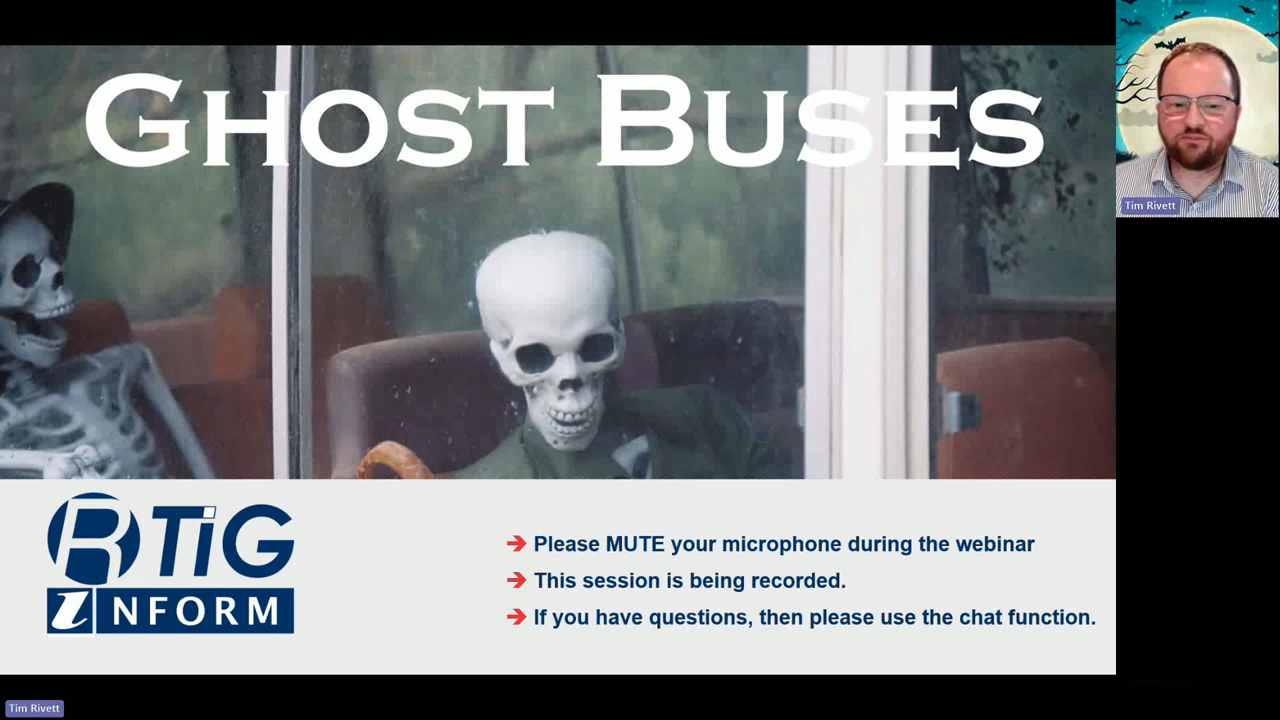 GHOST BUSES
Tim Rivett
RTiG
iNFORM
Please MUTE your microphone during the webinar
This session is being recorded.
If you have questions, then please use the chat function.
Tim Rivett